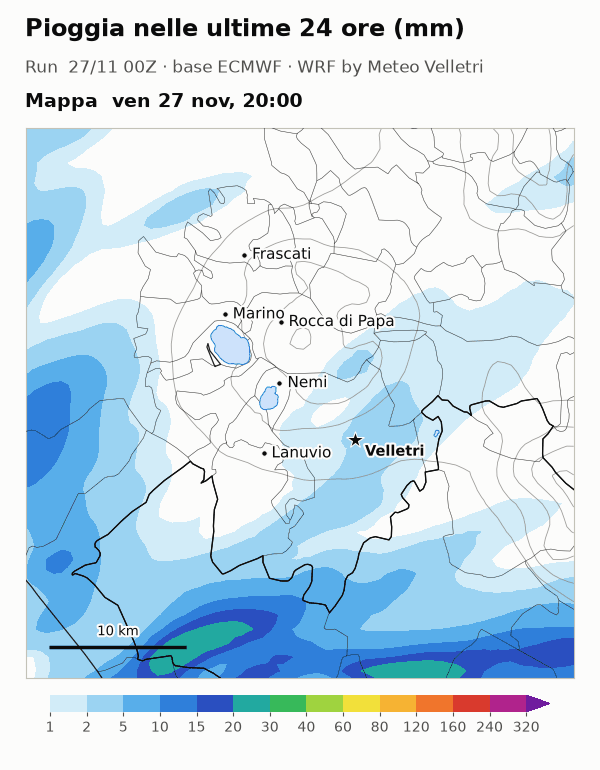 Pioggia nelle ultime 24 ore (mm)
Run  27/11 00Z · base ECMWF · WRF by Meteo Velletri
Mappa  ven 27 nov, 20:00
Frascati
Marino
Rocca di Papa
Nemi
Velletri
Lanuvio
10 km
1 2 5 10 15 20 30 40 60 80 120 160 240 320